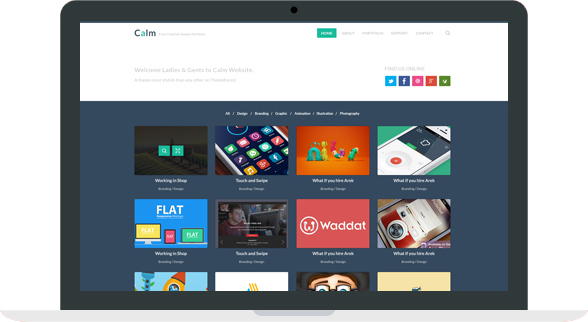 Calm
HOME ABOUT PORTFOLIO SUPPORT CONTACT
Welcome Ladies & Gents to Calm Website.
FIND US ONLINE
All / Design / Branding / Graphic / Animation / Illustration / Photography
Working in Shop
Branding / Design
Touch and Swipe
Branding / Design
What if you hire Arek
Branding / Design
What if you hire Arek
Branding / Design
FLAT
FLAT
FLAT
Waddat
Working in Shop
Branding / Design
Touch and Swipe
Branding / Design
What if you hire Arek
Branding / Design
What if you hire Arek
Branding / Design